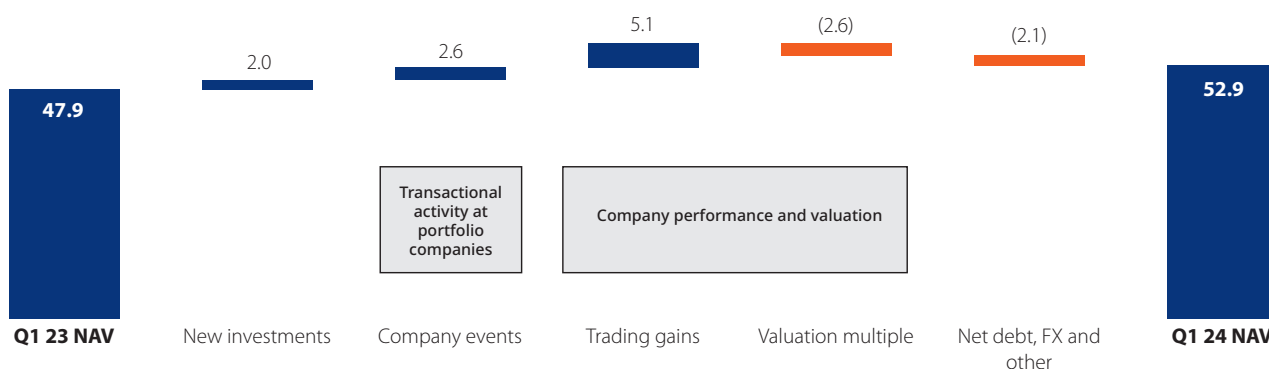 5.1
(2.6)
2.6
2.0
(2.1)
47.9
52.9
Transactional
activity at
portfolio
companies
Company performance and valuation
Q1 23 NAV
New investments
Company events
Trading gains
Valuation multiple
Net debt, FX and
other
Q1 24 NAV